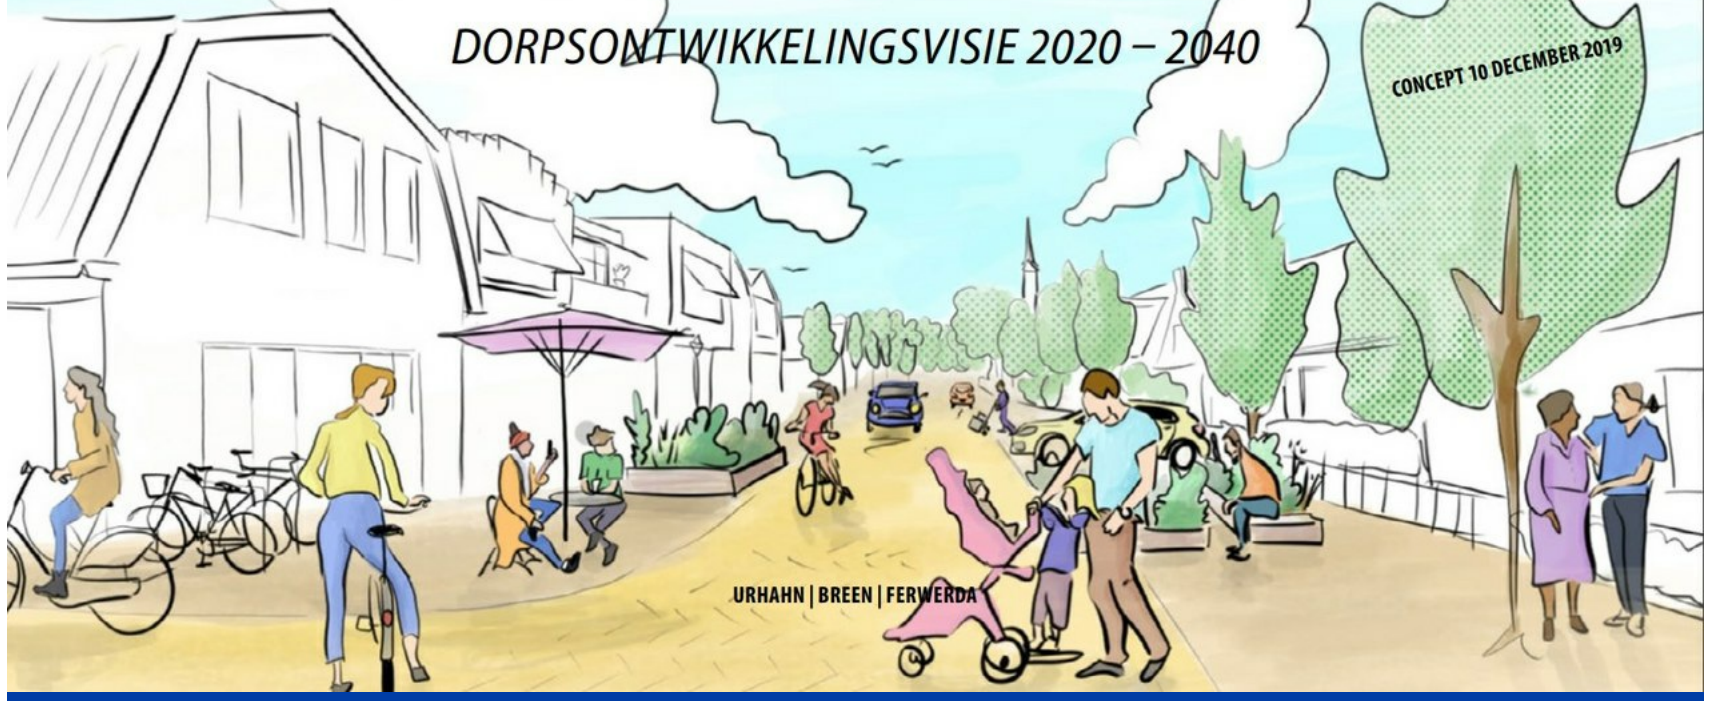 DORPSONTWIKKELINGSVISIE 2020 – 2040
CONCEPT 10 DECEMBER 2019
URHAHN | BREEN | FERWERDA